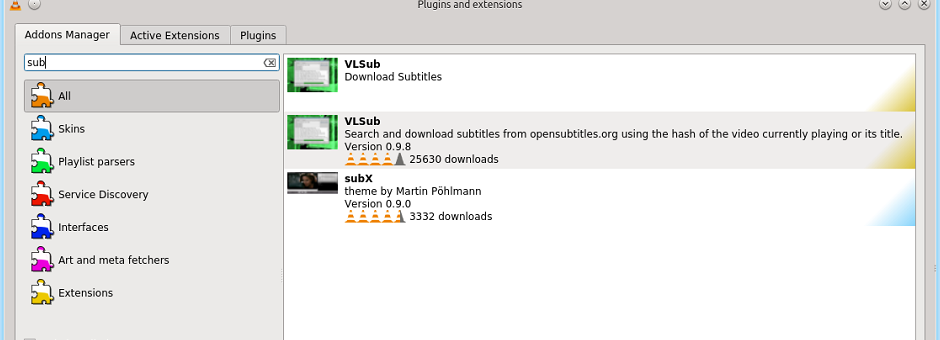 Plugins and extensions
Addons Manager
Active Extensions
Plugins
sub
All
Skins
Playlist parsers
Service Discovery
Interfaces
Art and meta fetchers
Extensions
VLSub
Download Subtitles
VLSub
Search and download subtitles from opensubtitles.org using the hash of the video currently playing or its title.
Version 0.9.8
25630 downloads
subX
theme by Martin Pöhlmann
Version 0.9.0
3332 downloads